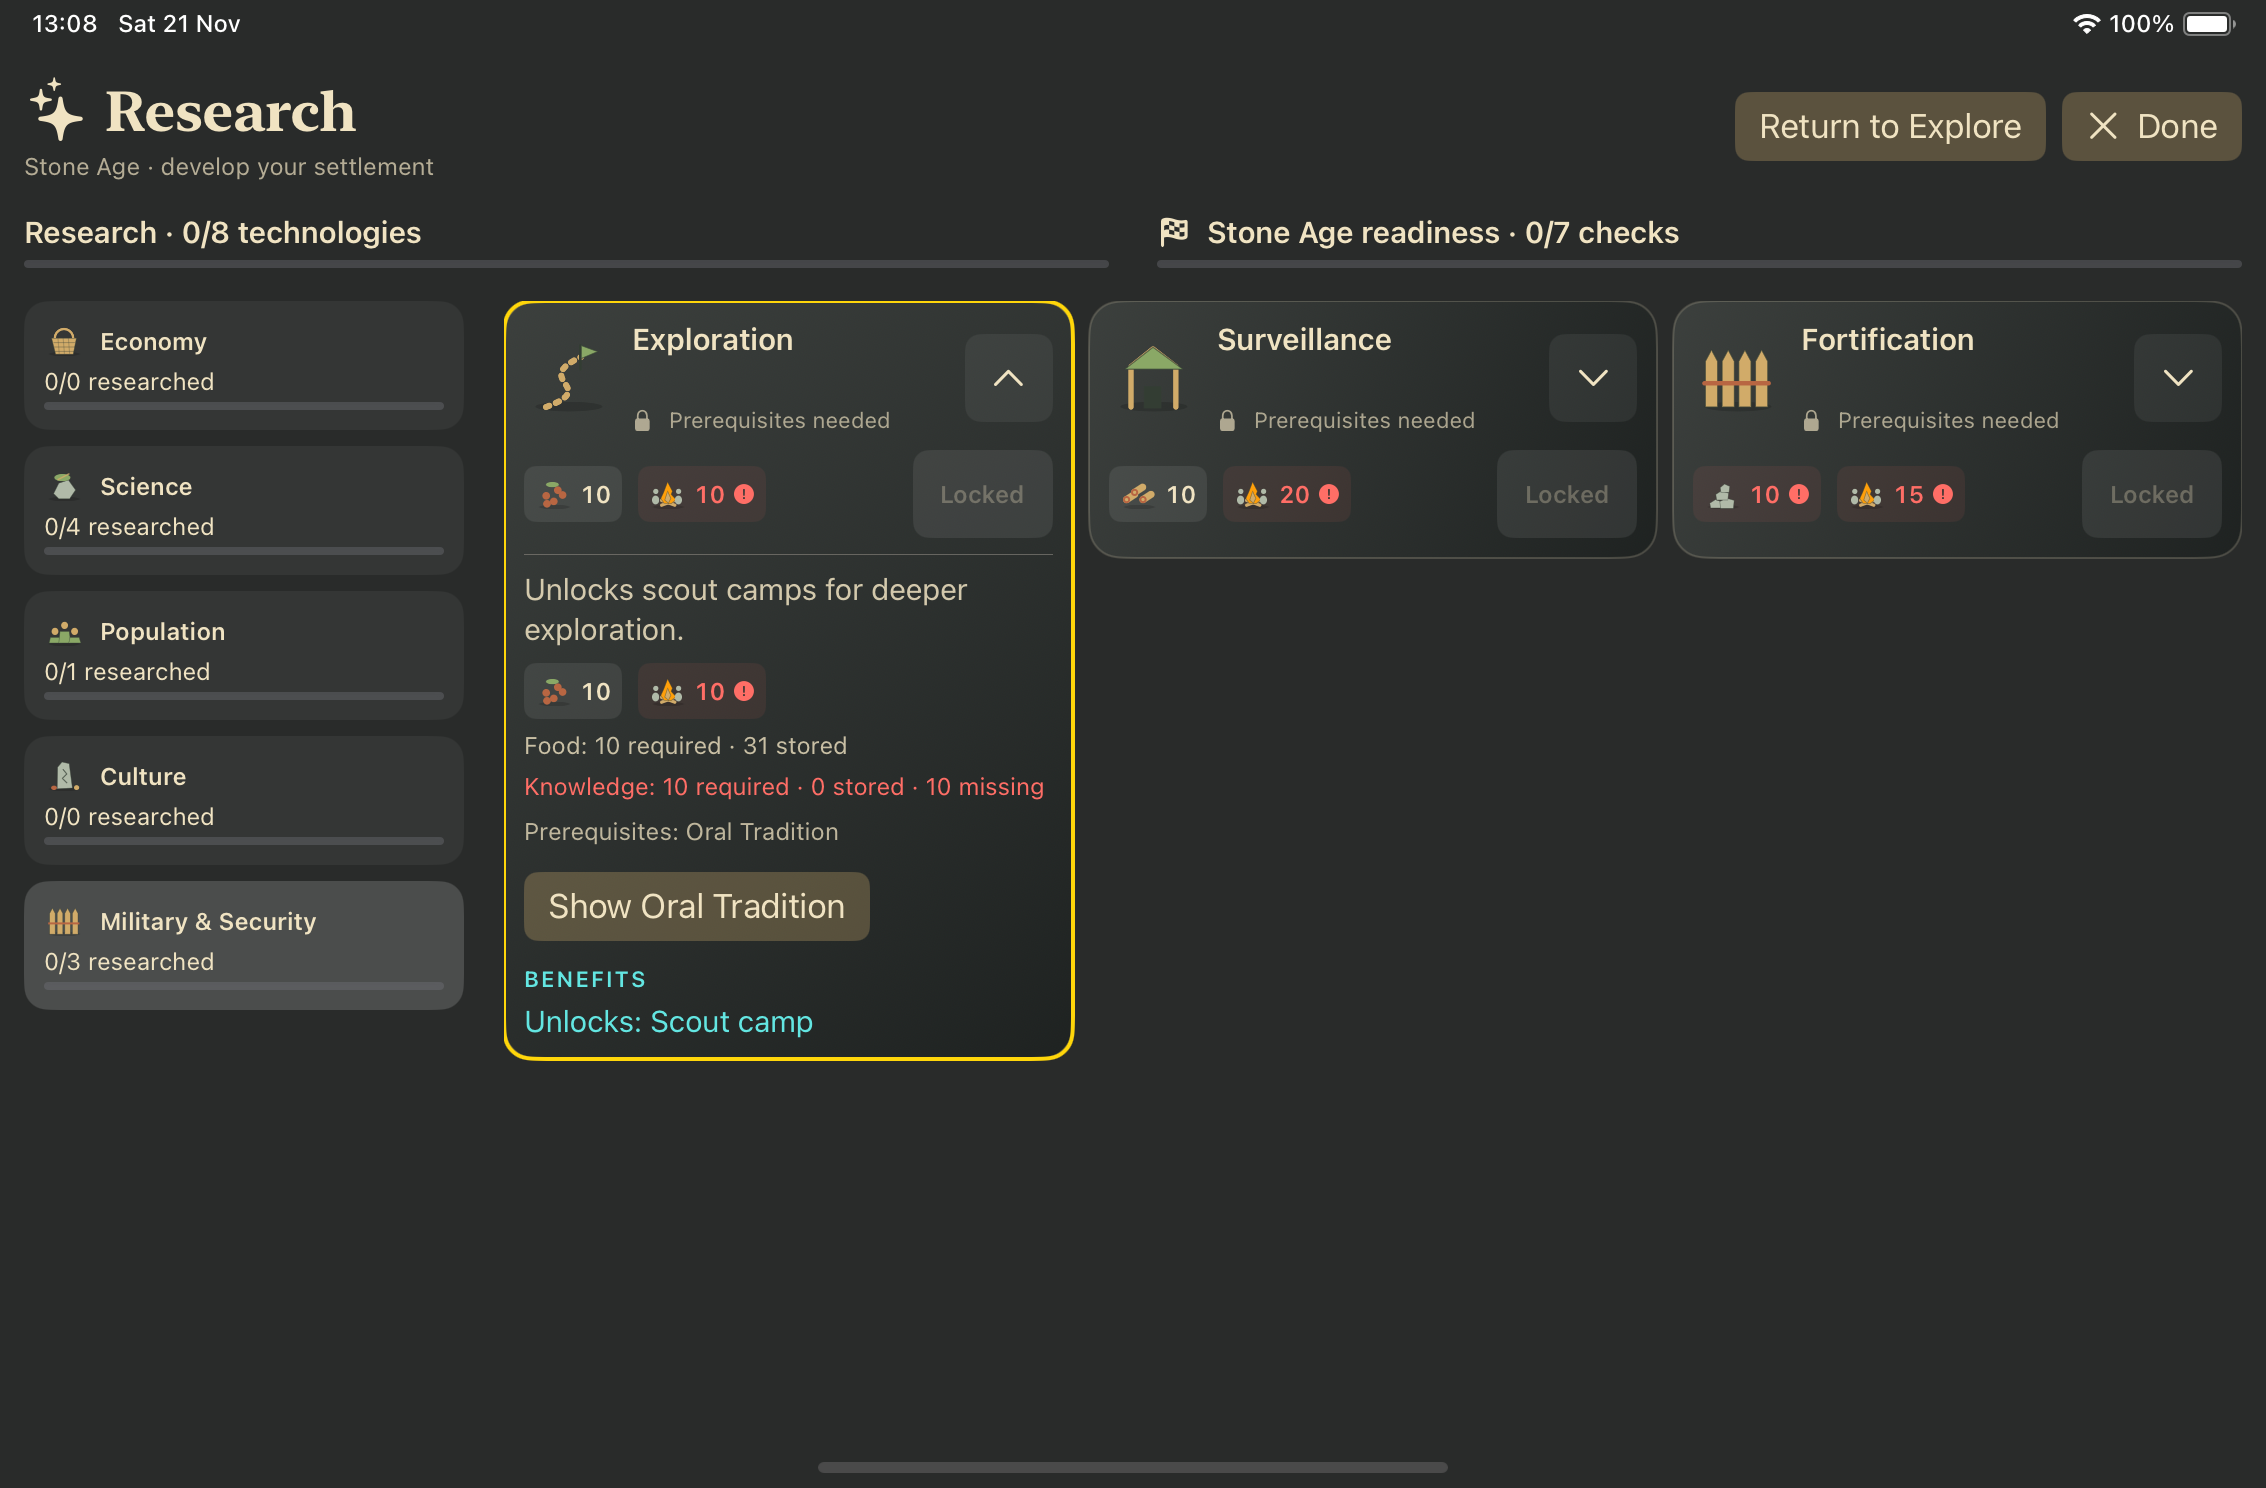 13:08 Sat 21 Nov
100%
Research
Stone Age · develop your settlement
Return to Explore
Done
Research · 0/8 technologies
Stone Age readiness · 0/7 checks
Economy
0/0 researched
Science
0/4 researched
Population
0/1 researched
Culture
0/0 researched
Military & Security
0/3 researched
Exploration
Prerequisites needed
10 10
Locked
Unlocks scout camps for deeper
exploration.
10 10
Food: 10 required · 31 stored
Knowledge: 10 required · 0 stored · 10 missing
Prerequisites: Oral Tradition
Show Oral Tradition
BENEFITS
Unlocks: Scout camp
Surveillance
Prerequisites needed
10 20
Locked
Fortification
Prerequisites needed
10 15
Locked